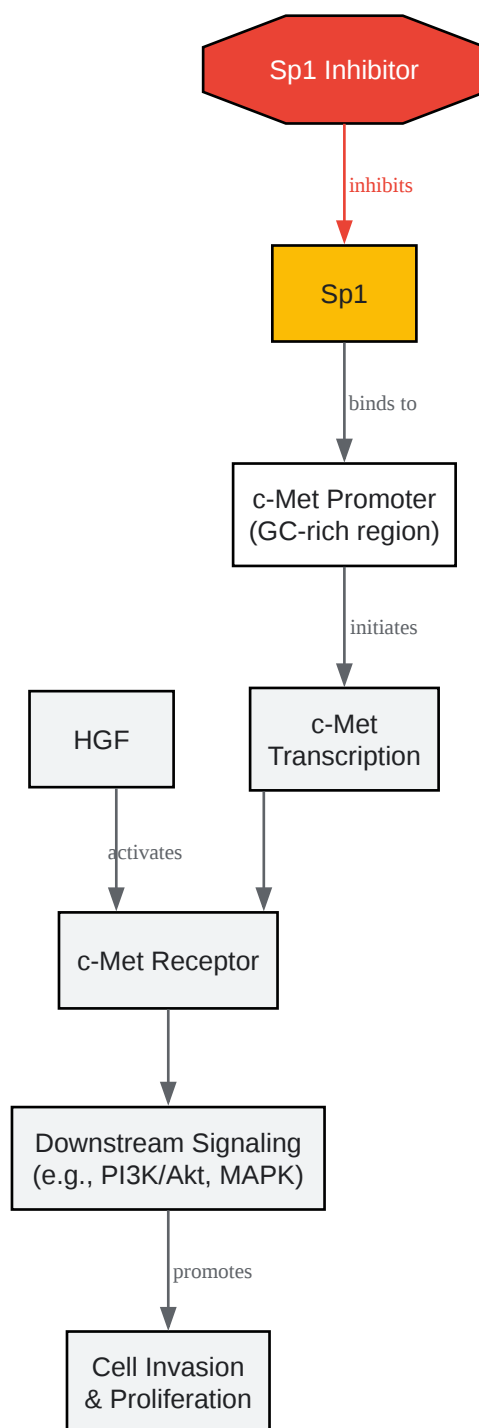 Sp1 Inhibitor
inhibits
Sp1
binds to
c-Met Promoter
(GC-rich region)
initiates
HGF
c-Met
Transcription
activates
c-Met Receptor
Downstream Signaling
(e.g., PI3K/Akt, MAPK)
promotes
Cell Invasion
& Proliferation